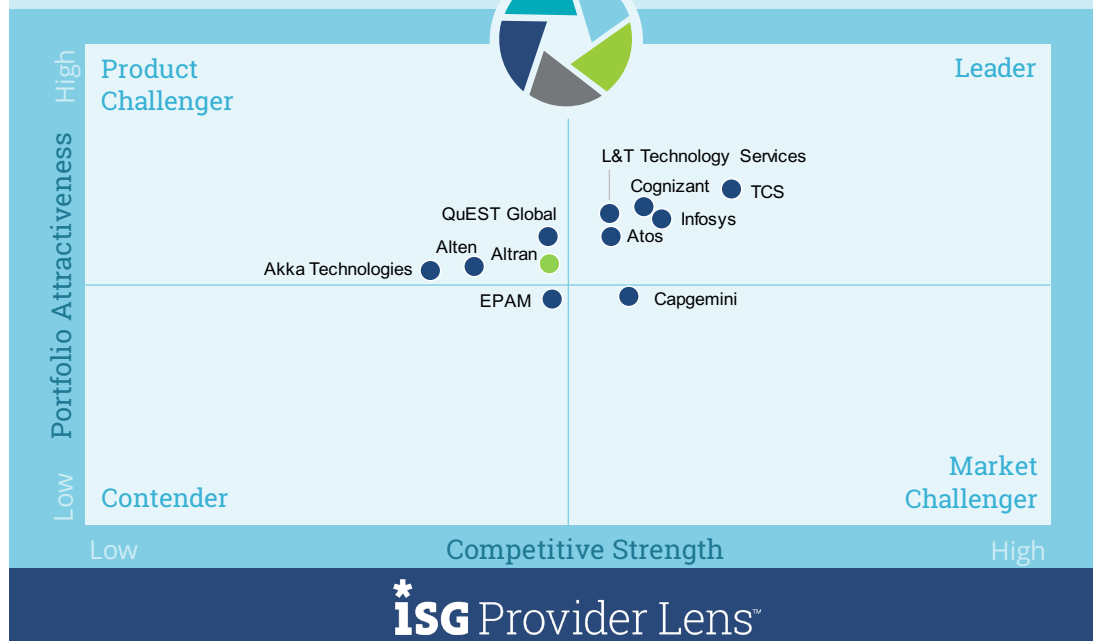 High
Product
Challenger
Leader
Portfolio Attractiveness
L&T Technology Services
Cognizant
TCS
QuEST Global
Infosys
Alten
Altran
Atos
Akka Technologies
EPAM
Capgemini
Low
Contender
Market
Challenger
Low
Competitive Strength
High
ISG Provider Lens™